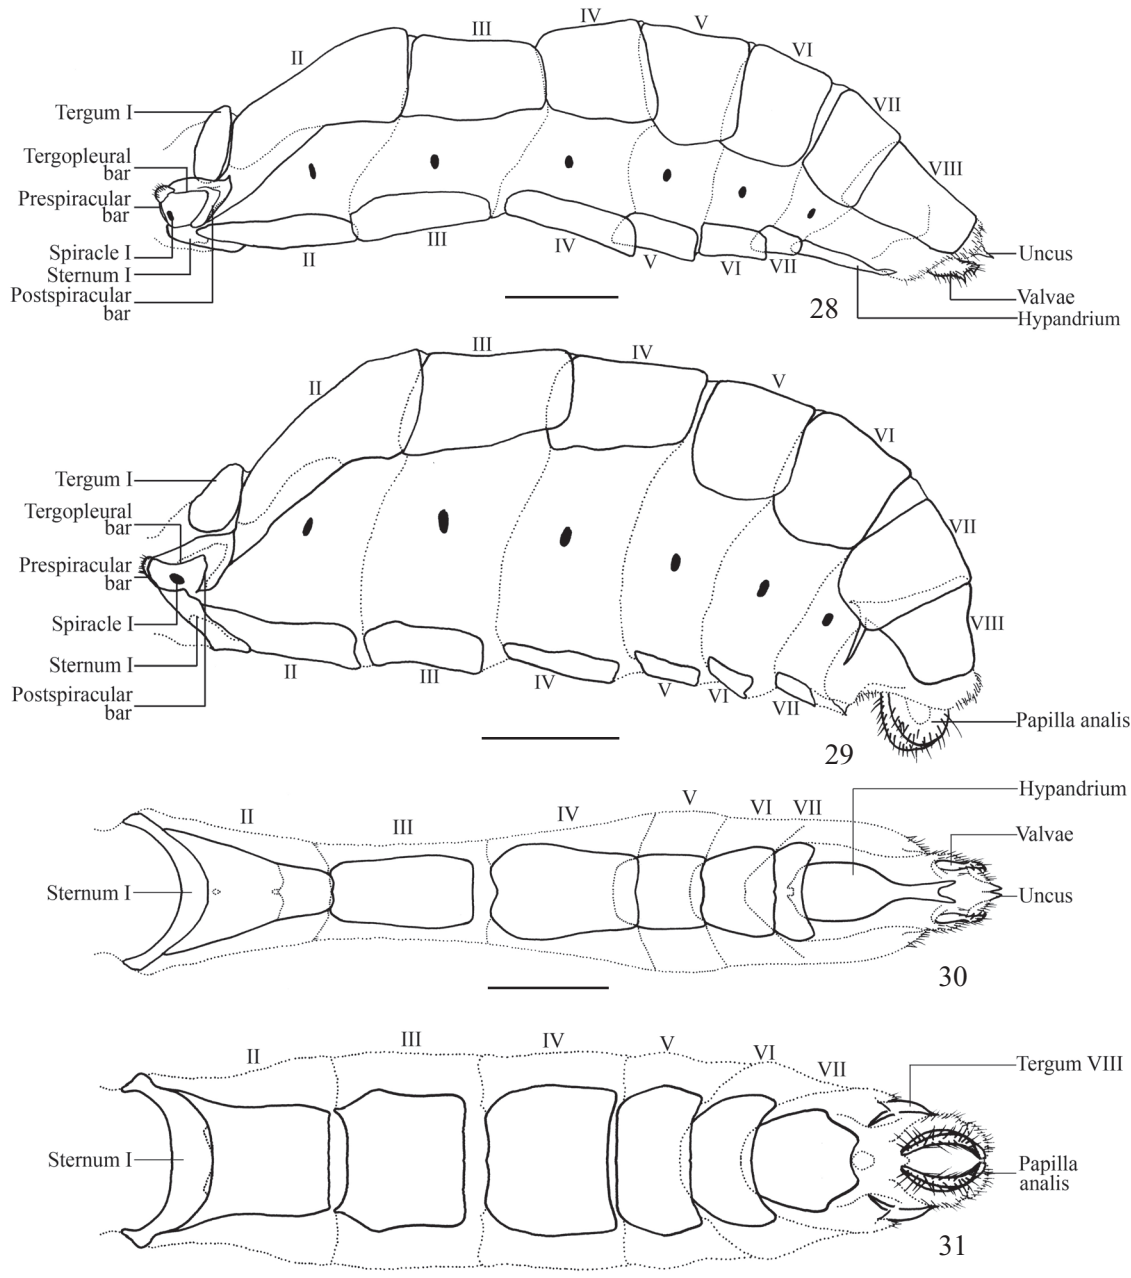 IV
III
V
II
VI
VII
Tergum I
VIII
Tergopleural
bar
Prespiracular
bar
Spiracle I
Sternum I
Postspiracular
bar
II
III
IV
V
VI
VII
Uncus
Valvae
Hypandrium
28
III
IV
V
II
VI
Tergum I
Tergopleural
bar
VII
Prespiracular
bar
Spiracle I
VIII
Sternum I
Postspiracular
bar
II
III
IV
V
VI
VII
Papilla analis
29
Hypandrium
V
II
III
IV
VI
VII
Valvae
Sternum I
Uncus
30
III
IV
V
II
VI
VII
Tergum VIII
Sternum I
Papilla
analis
31